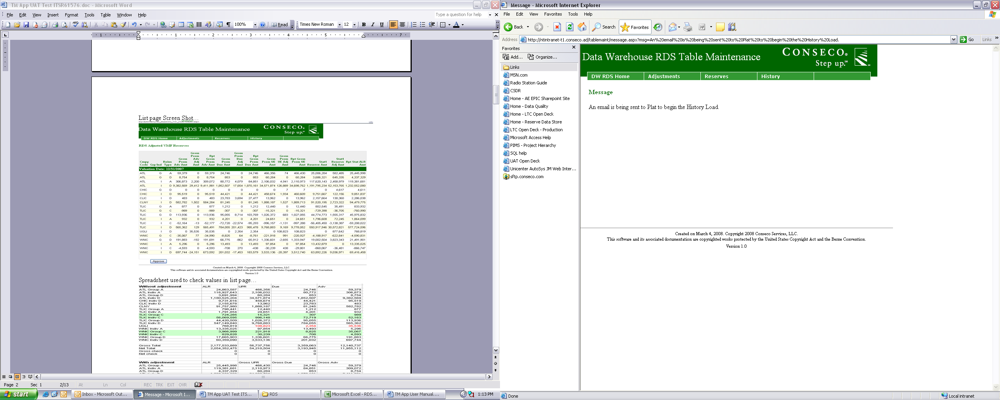 TM App UAT Test ITSR61576.doc - Microsoft Word
File Edit View Insert Format Tools Table Window Help
Type a question for help
100% Read Times New Roman 12 B I U
1 1 2 3 4 5 7
List page Screen Shot...
Data Warehouse RDS Table Maintenance CONSECO Step up.
DW RDS Home Adjustments Reserves History
RDS Adjusted VMF Reserves
Cmpy Code Grp/Ind Reins Type Gross Prem Adv Amt Gross Prem Adv Adj Amt Rpt Gross Prem Adv Amt Gross Prem Due Amt Gross Prem Due Adj Amt Rpt Gross Prem Due Amt Gross Prem UE Amt Gross Prem UE Adj Amt Rpt Gross Prem UE Amt Stat1 Reserve Amt Stat1 Reserve Adj Amt Rpt Stat ALR Amt
Valuation Date: 12/31/2007
ATL G A 59,379 0 59,379 24,746 0 24,746 466,356 74 466,430 25,006,284 582,485 25,445,998
ATL G D 8,754 0 8,754 853 0 853 60,284 0 60,284 3,686,321 645,335 4,337,329
ATL I A 306,873 2,200 309,072 80,772 4,079 84,851 2,106,032 4,941 2,110,973 117,620,143 2,458,979 119,381,681
ATL I D 9,382,569 29,412 9,411,981 1,852,507 17,654 1,870,161 34,571,874 126,889 34,698,762 1,191,795,234 52,153,765 1,232,552,080
CHIC G D 0 0 0 0 0 0 0 7 7 0 4,617 4,611
CHIC I D 95,519 0 95,519 44,421 0 44,421 458,674 1,934 460,609 9,751,667 122,156 9,851,837
CLIC I D 483 0 483 23,783 3,694 27,477 13,962 0 13,962 2,157,664 130,360 2,286,038
CLNY I D 582,782 1,502 584,284 81,245 0 81,245 1,888,187 1,527 1,889,713 91,520,195 2,723,322 94,479,775
TLIC G A 877 0 877 1,212 0 1,212 12,440 0 12,440 802,545 35,491 833,932
TLIC G C -989 0 -989 -307 0 -307 -15,321 0 -15,321 -729,398 -36,705 -760,990
TLIC G D 113,936 0 113,936 95,055 8,714 103,769 1,026,372 683 1,027,055 44,774,773 1,555,317 45,975,832
TLIC I A 932 0 932 4,201 0 4,201 24,651 0 24,651 1,796,608 72,245 1,864,099
TLIC I C -52,164 -13 -52,177 -72,720 -22,574 -95,293 -996,157 -1,131 -997,288 -56,405,450 -3,138,387 -59,208,022
TLIC I D 565,362 129 565,491 784,055 201,423 985,478 9,768,883 9,169 9,778,052 550,917,946 30,572,821 577,724,596
UGLI I D 0 35,535 35,535 0 2,354 2,354 0 108,823 108,823 0 877,642 768,819
WNIC G C -35,067 77 -34,990 -8,825 64 -8,761 -221,918 991 -220,927 -4,188,917 -622,841 -4,590,831
WNIC G D 191,883 -192 191,691 66,775 -862 65,912 1,336,601 -2,655 1,333,947 19,002,504 3,823,343 21,491,901
WNIC I A 5,296 0 5,296 13,493 0 13,493 97,854 0 97,854 13,432,879 0 13,335,025
WNIC I C -4,593 0 -4,593 -708 270 -438 -30,239 438 -29,801 -860,067 -36,481 -866,747
WNIC I D 697,744 -24,151 673,592 201,032 -17,453 183,579 3,533,136 -20,397 3,512,740 63,892,226 9,036,971 69,416,458
Approve
Created on March 4, 2008. Copyright 2008 Conseco Services, LLC.
This software and its associated documentation are copyrighted works protected by the United States Copyright Act and the Berne Convention.
Version 1.0
Spreadsheet used to check values in list page...
Without adjustment ALR UPR Due Adv
ATL Group A 24,863,587 466,356 24,746 59,379
ATL Indiv A 116,927,643 2,106,032 80,772 306,873
ATL Group D 3,691,994 60,284 853 8,754
ATL Indiv D 1,180,525,204 34,571,874 1,852,507 9,382,569
CHIC Indiv D 9,731,616 458,674 44,421 95,519
CLIC Indiv D 2,155,678 13,962 23,783 483
CLNY 91,757,980 1,888,187 81,245 582,782
TLIC Group A 798,441 12,440 1,212 877
TLIC Indiv A 1,791,854 24,651 4,201 932
TLIC Group C 724,285 15,321 307 989
TLIC Indiv C 56,069,595 996,148 72,719 52,163
TLIC Group D 44,420,509 1,026,372 95,055 113,936
TLIC Indiv D 547,149,840 9,768,883 784,055 565,362
UGLI 768,819 108,823 2,354 35,536
WNIC Indiv A 13,335,025 97,854 13,493 5,296
WNIC Group C 3,966,999 221,918 8,825 35,067
WNIC Indiv C 829,828 30,239 708 4,593
WNIC Group D 17,665,903 1,336,601 66,775 191,883
WNIC Indiv D 60,359,090 3,533,136 201,032 697,744
Gross Total 2,177,533,889 56,737,756 3,359,063 12,140,737
Net Total 2,054,352,475 54,210,504 3,193,945 11,955,112
Gross check 0 0 0 0
Net check 0 0 0 0
With adjustment ALR Gross UPR Gross Due Gross Adv
ATL Group A 25,445,998 466,430 24,746 59,379
ATL Indiv A 119,381,681 2,110,973 84,851 309,072
ATL Group D 4,337,329 60,284 853 8,754
Page 2 Sec 1 2/13 At Ln Col REC TRK EXT OVR
start Inbox - Microsoft Out... Message - Microsoft I... TM App UAT Test ITS... RDS Microsoft Excel - RDS... TM App User Manual.... 1:13 PM
Message - Microsoft Internet Explorer
File Edit View Favorites Tools Help
Back Search Favorites
Address http://ntintranet-t1.conseco.ad/tablemaint/message.aspx?msg=An%20email%20is%20being%20sent%20to%20Plat%20to%20begin%20the%20History%20Load. Go Links
Favorites
Add... Organize...
Links
MSN.com
Radio Station Guide
CSDR
Home - AE EPIC Sharepoint Site
Home - Data Quality
Home - LTC Open Deck
Home - Reserve Data Store
LTC Open Deck - Production
Microsoft Access Help
PIMS - Project Hierarchy
SQL help
UAT Open Deck
Unicenter AutoSys JM Web Inter...
sftp.conseco.com
Data Warehouse RDS Table Maintenance CONSECO® Step up.℠
DW RDS Home Adjustments Reserves History
Message
An email is being sent to Plat to begin the History Load.
Created on March 4, 2008. Copyright 2008 Conseco Services, LLC.
This software and its associated documentation are copyrighted works protected by the United States Copyright Act and the Berne Convention.
Version 1.0
Done Local intranet